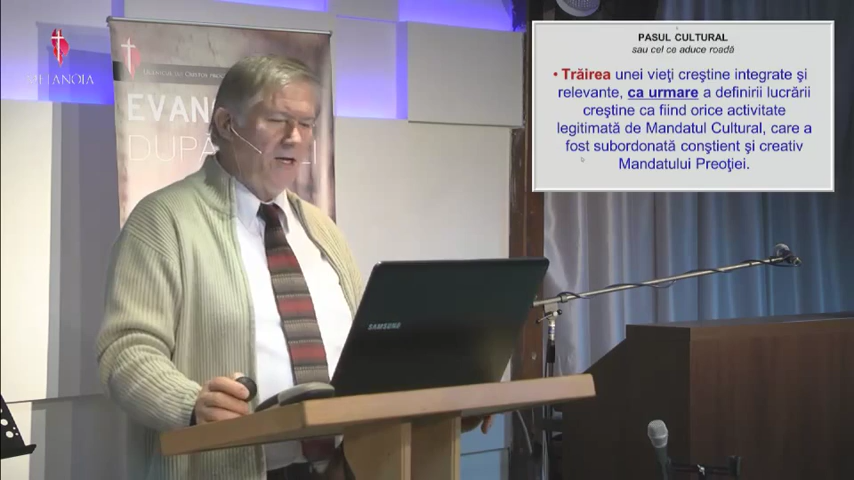 METANOIA
EVAN
DUPĂ
PASUL CULTURAL
sau cel ce aduce roadă
• Trăirea unei vieţi creştine integrate şi
relevante, ca urmare a definirii lucrării
creştine ca fiind orice activitate
legitimată de Mandatul Cultural, care a
fost subordonată conştient şi creativ
Mandatului Preoţiei.
SAMSUNG